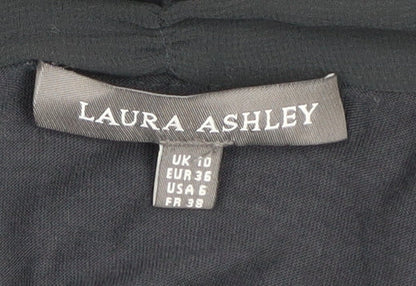 LAURA ASHLEY
UK 10
EUR 36
USA 6
FR 38